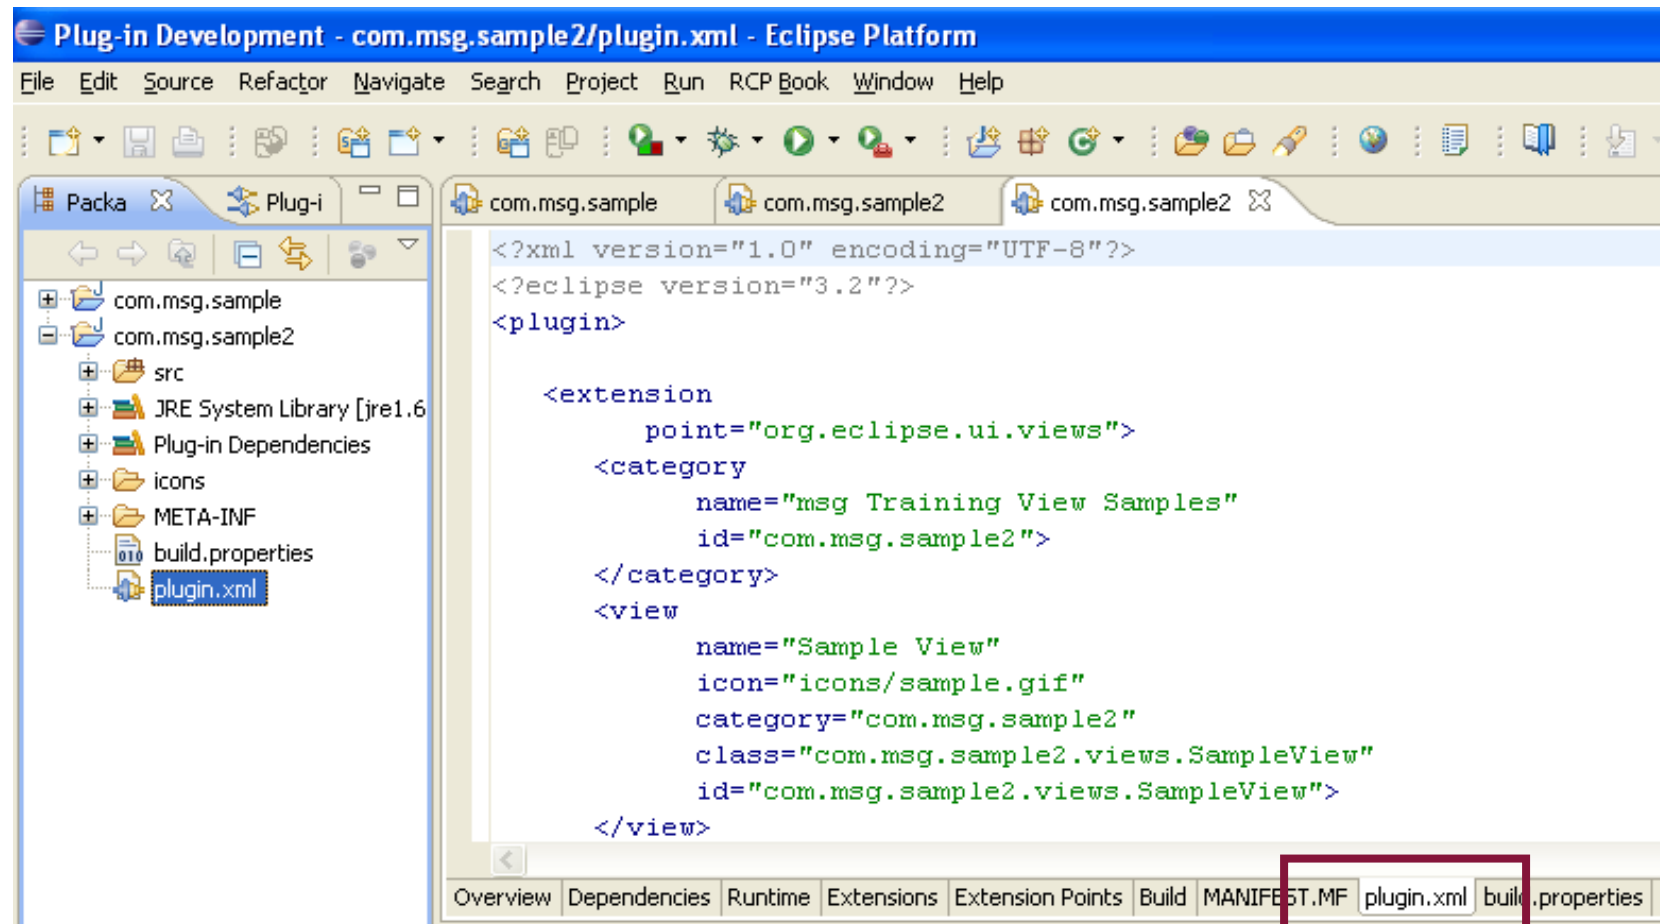 Plug-in Development - com.msg.sample2/plugin.xml - Eclipse Platform
File Edit Source Refactor Navigate Search Project Run RCP Book Window Help
Packa Plug-i
com.msg.sample com.msg.sample2 com.msg.sample2
com.msg.sample
com.msg.sample2
src
JRE System Library [jre1.6
Plug-in Dependencies
icons
META-INF
build.properties
plugin.xml
<?xml version="1.0" encoding="UTF-8"?>
<?eclipse version="3.2"?>
<plugin>
<extension
point="org.eclipse.ui.views">
<category
name="msg Training View Samples"
id="com.msg.sample2">
</category>
<view
name="Sample View"
icon="icons/sample.gif"
category="com.msg.sample2"
class="com.msg.sample2.views.SampleView"
id="com.msg.sample2.views.SampleView">
</view>
Overview Dependencies Runtime Extensions Extension Points Build MANIFEST.MF plugin.xml build.properties